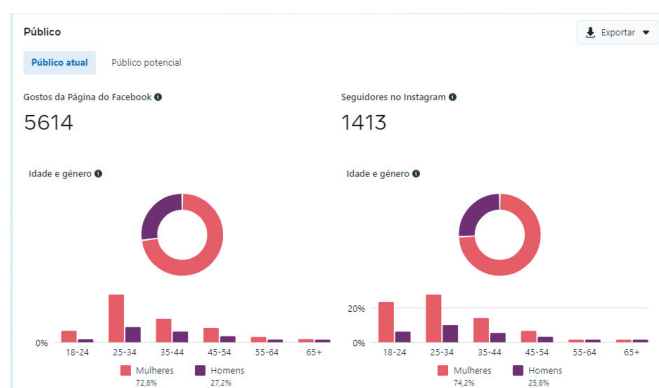 Público
Exportar
Público atual Público potencial
Gostos da Página do Facebook
5614
Seguidores no Instagram
1413
Idade e género
Idade e género
0%
18-24 25-34 35-44 45-54 55-64 65+
Mulheres Homens
72,8% 27,2%
20%
0%
18-24 25-34 35-44 45-54 55-64 65+
Mulheres Homens
74,2% 25,8%